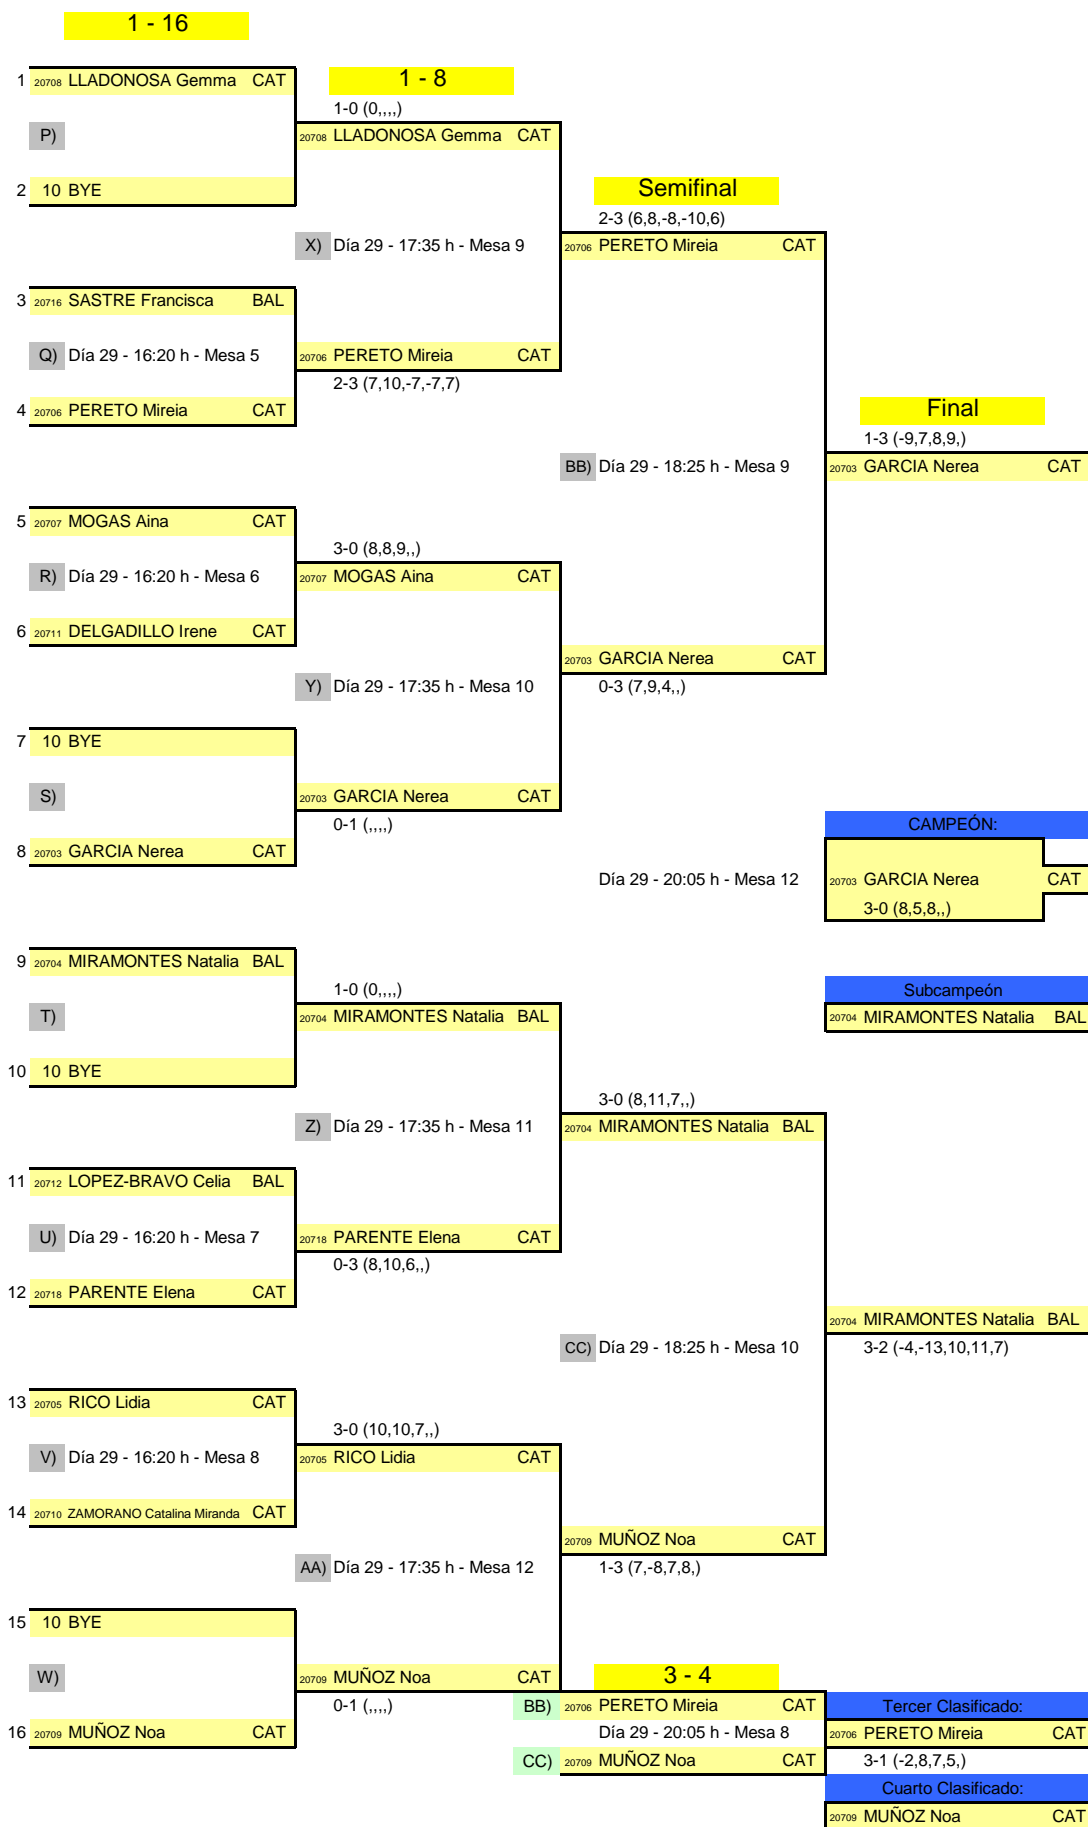 1 - 16
1 20708 LLADONOSA Gemma CAT
1 - 8
1-0 (0,,,,)
P)
20708 LLADONOSA Gemma CAT
2 10 BYE
Semifinal
2-3 (6,8,-8,-10,6)
X) Día 29 - 17:35 h - Mesa 9
20706 PERETO Mireia CAT
3 20716 SASTRE Francisca BAL
Q) Día 29 - 16:20 h - Mesa 5
20706 PERETO Mireia CAT
2-3 (7,10,-7,-7,7)
4 20706 PERETO Mireia CAT
Final
1-3 (-9,7,8,9,)
BB) Día 29 - 18:25 h - Mesa 9
20703 GARCIA Nerea CAT
5 20707 MOGAS Aina CAT
3-0 (8,8,9,,)
R) Día 29 - 16:20 h - Mesa 6
20707 MOGAS Aina CAT
6 20711 DELGADILLO Irene CAT
20703 GARCIA Nerea CAT
Y) Día 29 - 17:35 h - Mesa 10
0-3 (7,9,4,,)
7 10 BYE
S)
20703 GARCIA Nerea CAT
0-1 (,,,,)
CAMPEÓN:
8 20703 GARCIA Nerea CAT
Día 29 - 20:05 h - Mesa 12
20703 GARCIA Nerea CAT
3-0 (8,5,8,,)
9 20704 MIRAMONTES Natalia BAL
1-0 (0,,,,)
Subcampeón
T)
20704 MIRAMONTES Natalia BAL
20704 MIRAMONTES Natalia BAL
10 10 BYE
3-0 (8,11,7,,)
Z) Día 29 - 17:35 h - Mesa 11
20704 MIRAMONTES Natalia BAL
11 20712 LOPEZ-BRAVO Celia BAL
U) Día 29 - 16:20 h - Mesa 7
20718 PARENTE Elena CAT
0-3 (8,10,6,,)
12 20718 PARENTE Elena CAT
20704 MIRAMONTES Natalia BAL
CC) Día 29 - 18:25 h - Mesa 10
3-2 (-4,-13,10,11,7)
13 20705 RICO Lidia CAT
3-0 (10,10,7,,)
V) Día 29 - 16:20 h - Mesa 8
20705 RICO Lidia CAT
14 20710 ZAMORANO Catalina Miranda CAT
20709 MUÑOZ Noa CAT
AA) Día 29 - 17:35 h - Mesa 12
1-3 (7,-8,7,8,)
15 10 BYE
W)
20709 MUÑOZ Noa CAT
3 - 4
0-1 (,,,,)
BB) 20706 PERETO Mireia CAT
Tercer Clasificado:
16 20709 MUÑOZ Noa CAT
Día 29 - 20:05 h - Mesa 8
20706 PERETO Mireia CAT
CC) 20709 MUÑOZ Noa CAT
3-1 (-2,8,7,5,)
Cuarto Clasificado:
20709 MUÑOZ Noa CAT